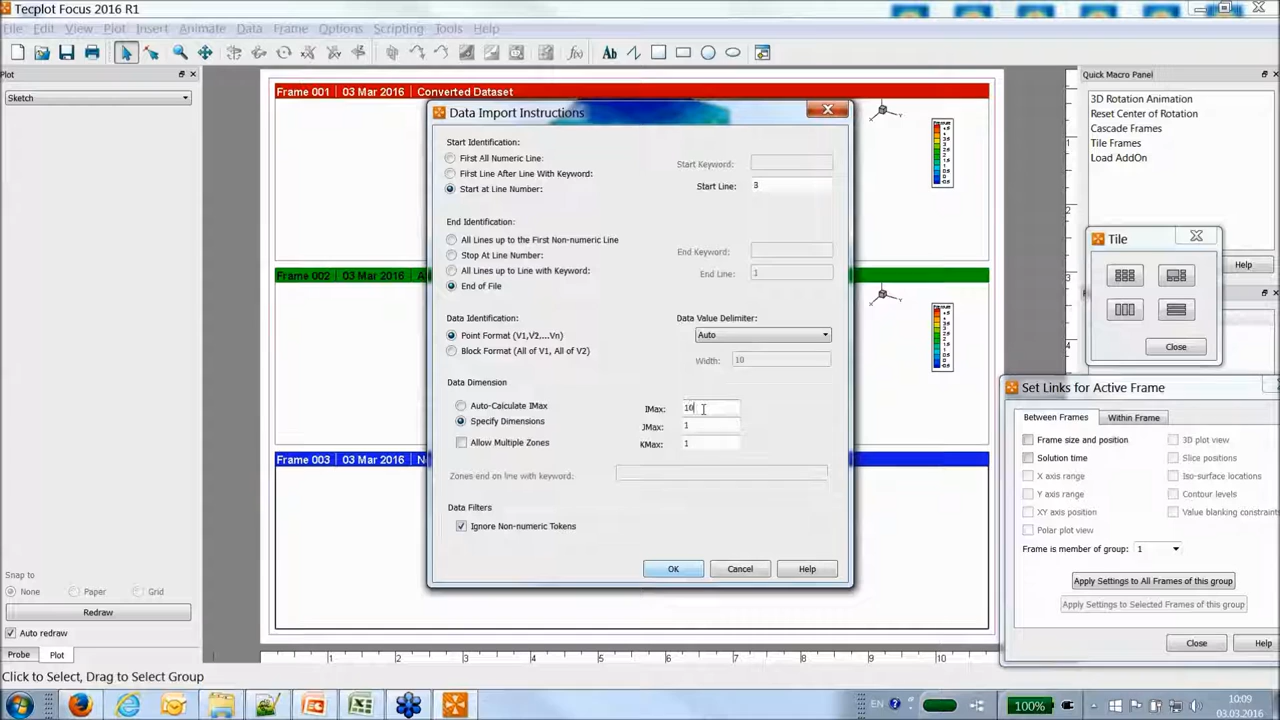 Tecplot Focus 2016 R1
File Edit View Plot Insert Animate Data Frame Options Scripting Tools Help
Plot
Sketch
Snap to
None Paper Grid
Redraw
Auto redraw
Probe Plot
Click to Select, Drag to Select Group
Frame 001 | 03 Mar 2016 | Converted Dataset
Frame 002 | 03 Mar 2016 |
Frame 003 | 03 Mar 2016 |
1 2 3 4 5 6 7 8 9 10
Data Import Instructions
Start Identification:
First All Numeric Line:
First Line After Line With Keyword:
Start at Line Number:
Start Keyword:
Start Line: 3
End Identification:
All Lines up to the First Non-numeric Line
Stop At Line Number:
All Lines up to Line with Keyword:
End of File
End Keyword:
End Line: 1
Data Identification:
Point Format (V1,V2....Vn)
Block Format (All of V1, All of V2)
Data Value Delimiter:
Auto
Width: 10
Data Dimension
Auto-Calculate IMax
Specify Dimensions
Allow Multiple Zones
IMax: 10
JMax: 1
KMax: 1
Zones end on line with keyword:
Data Filters
Ignore Non-numeric Tokens
OK Cancel Help
Quick Macro Panel
3D Rotation Animation
Reset Center of Rotation
Cascade Frames
Tile Frames
Load AddOn
Tile
Close
Help
Set Links for Active Frame
Between Frames Within Frame
Frame size and position
Solution time
X axis range
Y axis range
XY axis position
Polar plot view
3D plot view
Slice positions
Iso-surface locations
Contour levels
Value blanking constraints
Frame is member of group: 1
Apply Settings to All Frames of this group
Apply Settings to Selected Frames of this group
Close Help
EN
100%
10:09
03.03.2016